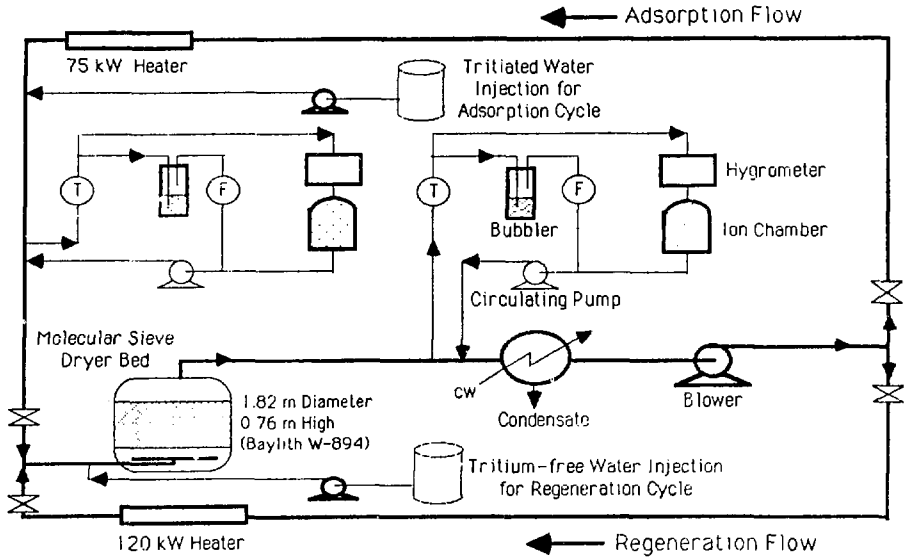 Adsorption Flow
75 kW Heater
Tritiated Water
Injection for
Adsorption Cycle
T
F
T
F
Bubbler
Hygrometer
Ion Chamber
Circulating Pump
Molecular Sieve
Dryer Bed
1.82 m Diameter
0.76 m High
(Baylith W-894)
CW
Condensate
Blower
Tritium-free Water Injection
for Regeneration Cycle
120 kW Heater
Regeneration Flow